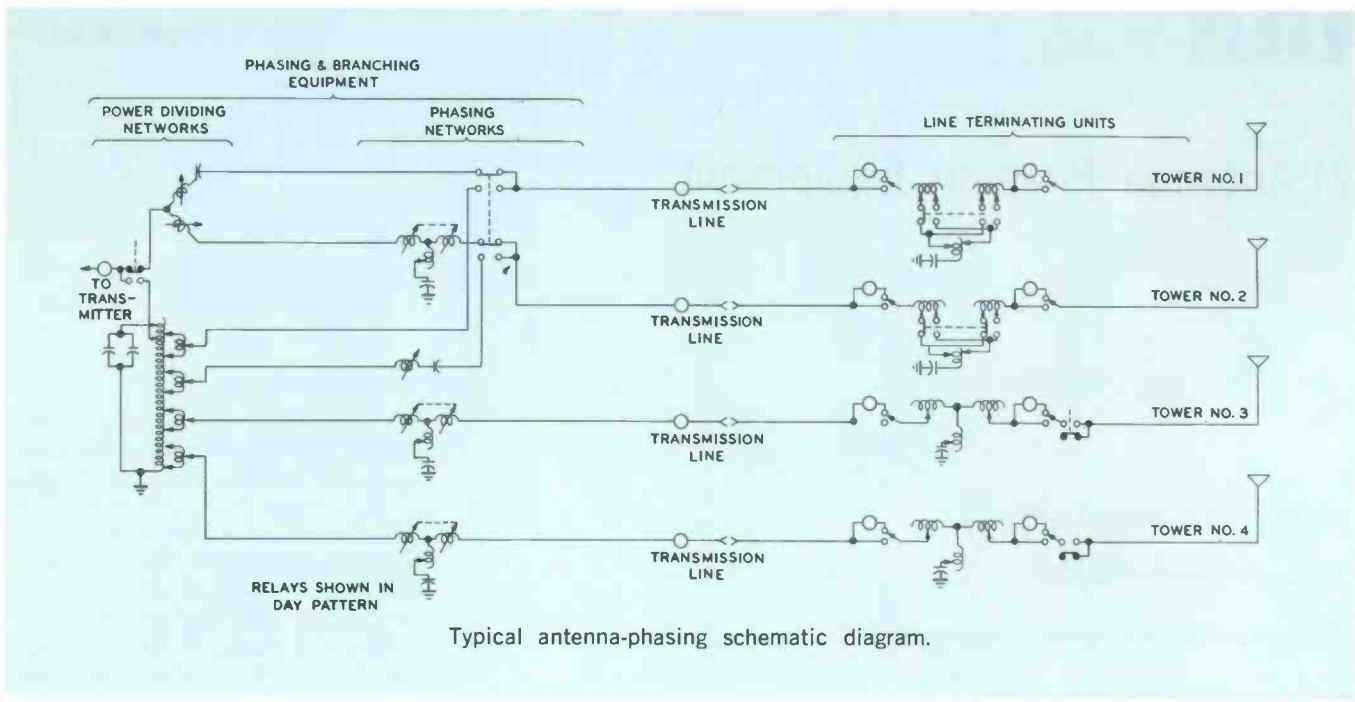 PHASING & BRANCHING
EQUIPMENT
POWER DIVIDING
NETWORKS
PHASING
NETWORKS
LINE TERMINATING UNITS
TOWER NO. 1
TRANSMISSION
LINE
TO
TRANS-
MITTER
TOWER NO. 2
TRANSMISSION
LINE
TOWER NO. 3
TRANSMISSION
LINE
TOWER NO. 4
TRANSMISSION
LINE
RELAYS SHOWN IN
DAY PATTERN
Typical antenna-phasing schematic diagram.